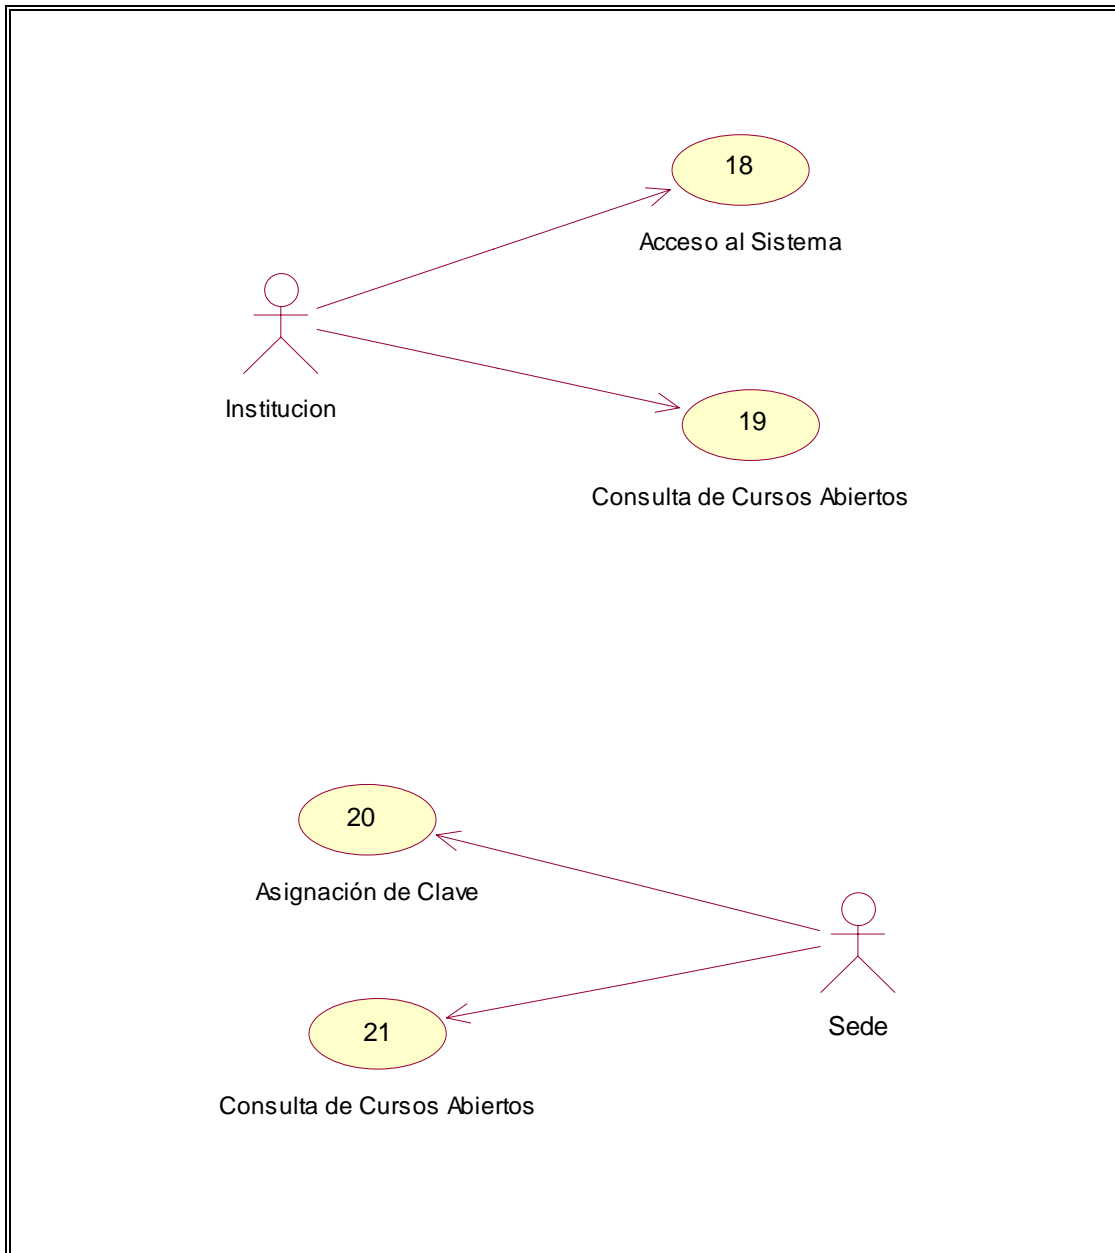 18
Acceso al Sistema
Institucion
19
Consulta de Cursos Abiertos
20
Asignación de Clave
Sede
21
Consulta de Cursos Abiertos